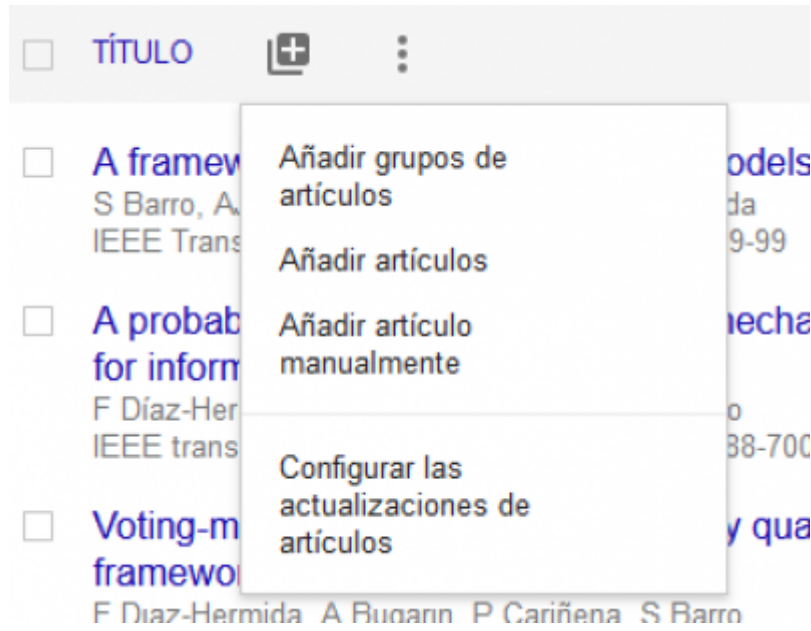 TÍTULO
Añadir grupos de
artículos
Añadir artículos
Añadir artículo
manualmente
Configurar las
actualizaciones de
artículos
A framew odels
S Barro, A. da
IEEE Trans 9-99
A probab necha
for inform
F Díaz-Her o
IEEE trans 88-700
Voting-m y qua
framewor
F Díaz-Hermida, A Bugarín, P Cariñena, S Barro